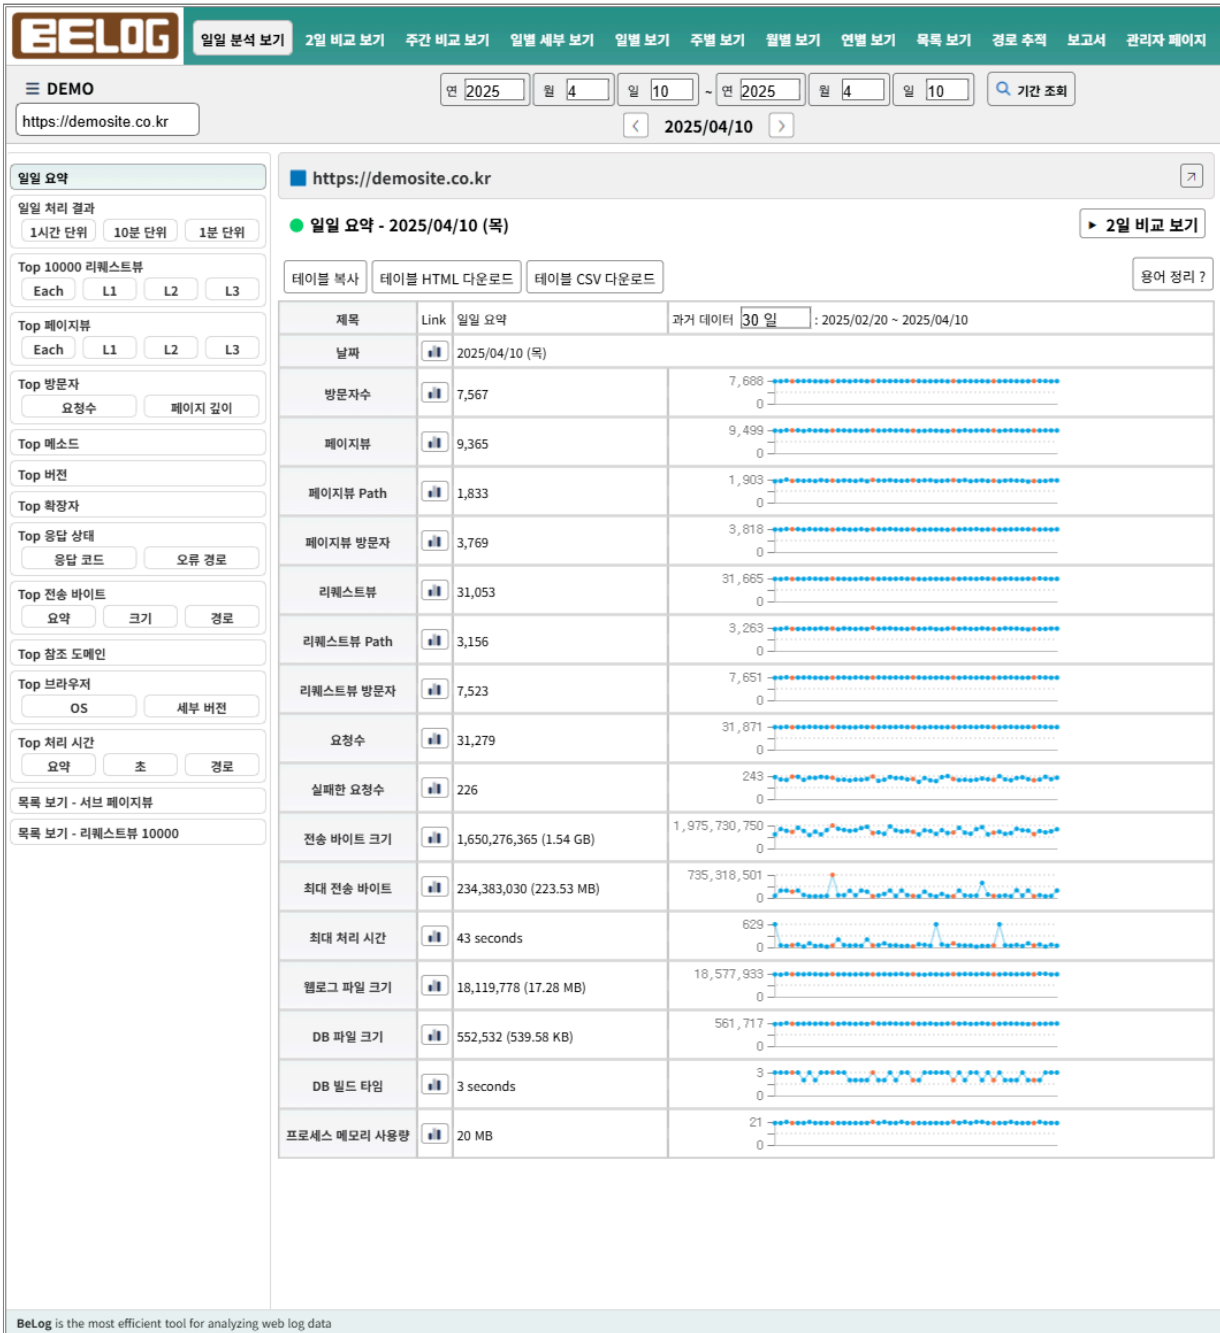 BELOG 일일 분석 보기 2일 비교 보기 주간 비교 보기 일별 세부 보기 일별 보기 주별 보기 월별 보기 연별 보기 목록 보기 경로 추적 보고서 관리자 페이지
☰ DEMO
연 2025 월 4 일 10 ~ 연 2025 월 4 일 10 기간 조회
https://demosite.co.kr
< 2025/04/10 >
일일 요약
일일 처리 결과
1시간 단위 10분 단위 1분 단위
Top 10000 리퀘스트뷰
Each L1 L2 L3
Top 페이지뷰
Each L1 L2 L3
Top 방문자
요청수 페이지 깊이
Top 메소드
Top 버전
Top 확장자
Top 응답 상태
응답 코드 오류 경로
Top 전송 바이트
요약 크기 경로
Top 참조 도메인
Top 브라우저
OS 세부 버전
Top 처리 시간
요약 초 경로
목록 보기 - 서브 페이지뷰
목록 보기 - 리퀘스트뷰 10000
https://demosite.co.kr
일일 요약 - 2025/04/10 (목) ▸ 2일 비교 보기
테이블 복사 테이블 HTML 다운로드 테이블 CSV 다운로드 용어 정리 ?
제목 Link 일일 요약 과거 데이터 30 일 : 2025/02/20 ~ 2025/04/10
날짜 2025/04/10 (목)
방문자수 7,567 7,688 0
페이지뷰 9,365 9,499 0
페이지뷰 Path 1,833 1,903 0
페이지뷰 방문자 3,769 3,818 0
리퀘스트뷰 31,053 31,665 0
리퀘스트뷰 Path 3,156 3,263 0
리퀘스트뷰 방문자 7,523 7,651 0
요청수 31,279 31,871 0
실패한 요청수 226 243 0
전송 바이트 크기 1,650,276,365 (1.54 GB) 1,975,730,750 0
최대 전송 바이트 234,383,030 (223.53 MB) 735,318,501 0
최대 처리 시간 43 seconds 629 0
웹로그 파일 크기 18,119,778 (17.28 MB) 18,577,933 0
DB 파일 크기 552,532 (539.58 KB) 561,717 0
DB 빌드 타임 3 seconds 3 0
프로세스 메모리 사용량 20 MB 21 0
BeLog is the most efficient tool for analyzing web log data